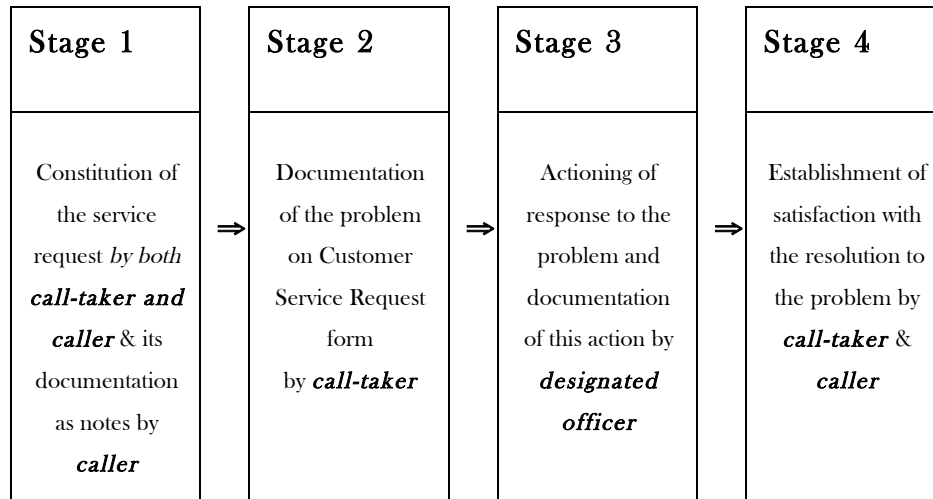 Stage 1
Constitution of
the service
request by both
call-taker and
caller & its
documentation
as notes by
caller
⇒
Stage 2
Documentation
of the problem
on Customer
Service Request
form
by call-taker
⇒
Stage 3
Actioning of
response to the
problem and
documentation
of this action by
designated
officer
⇒
Stage 4
Establishment of
satisfaction with
the resolution to
the problem by
call-taker &
caller